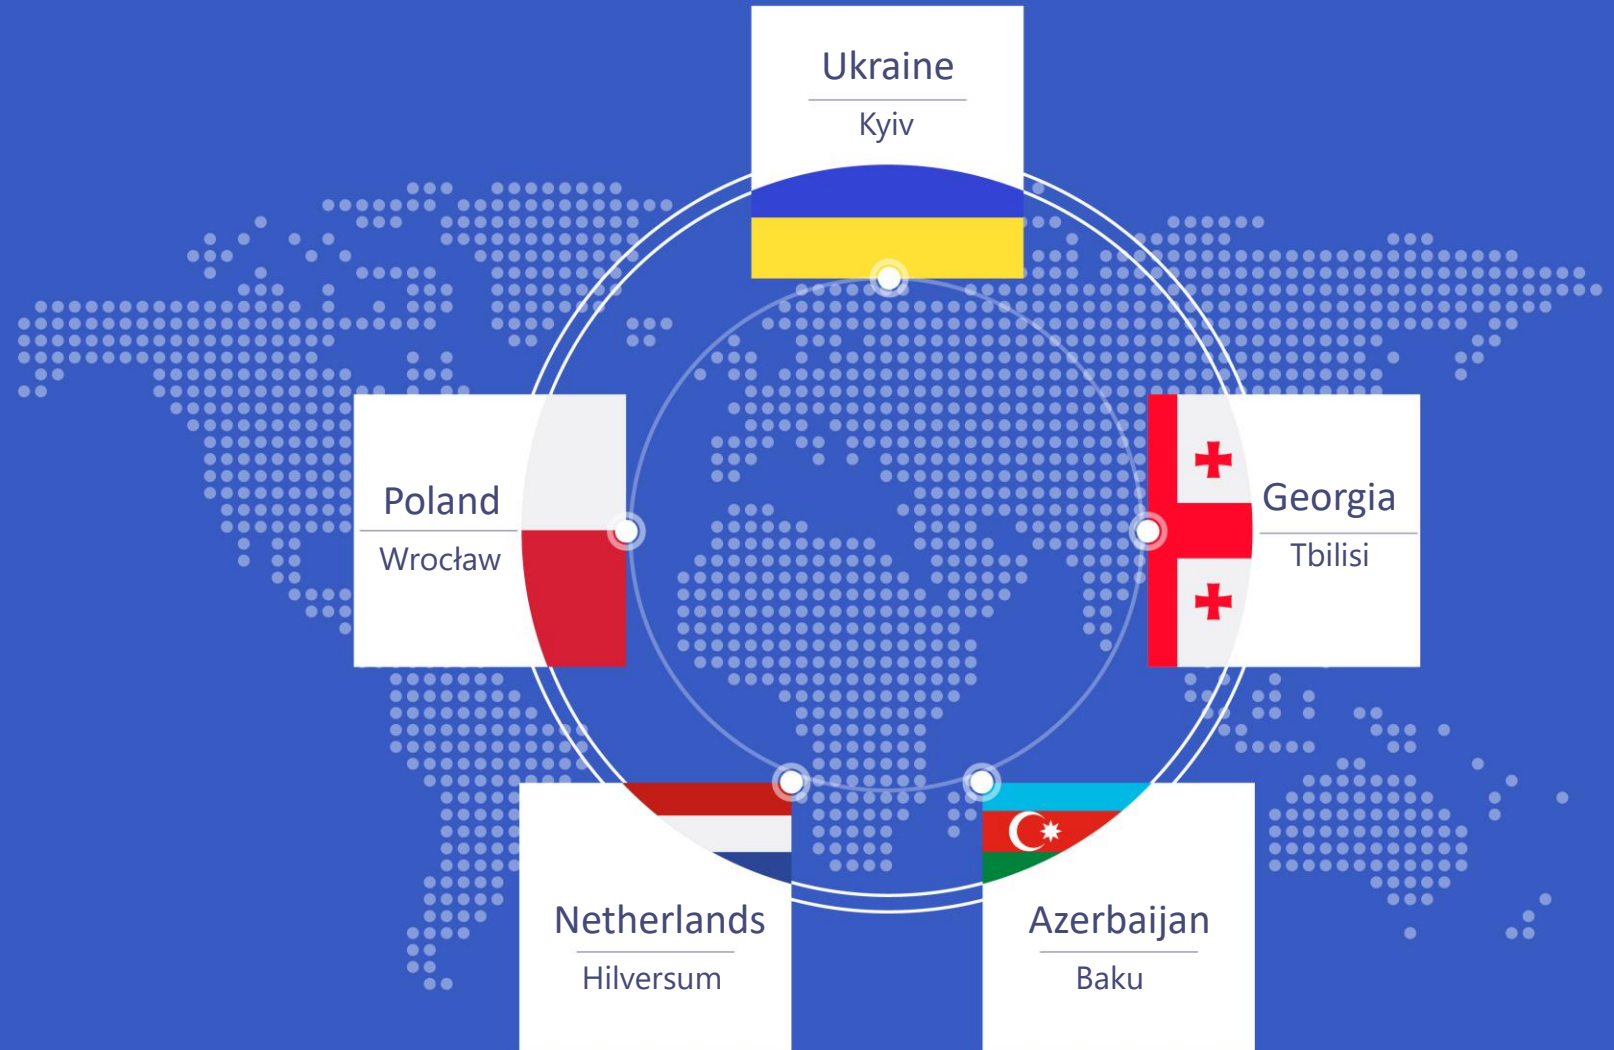 Ukraine
Kyiv
Poland
Wrocław
Georgia
Tbilisi
Netherlands
Hilversum
Azerbaijan
Baku